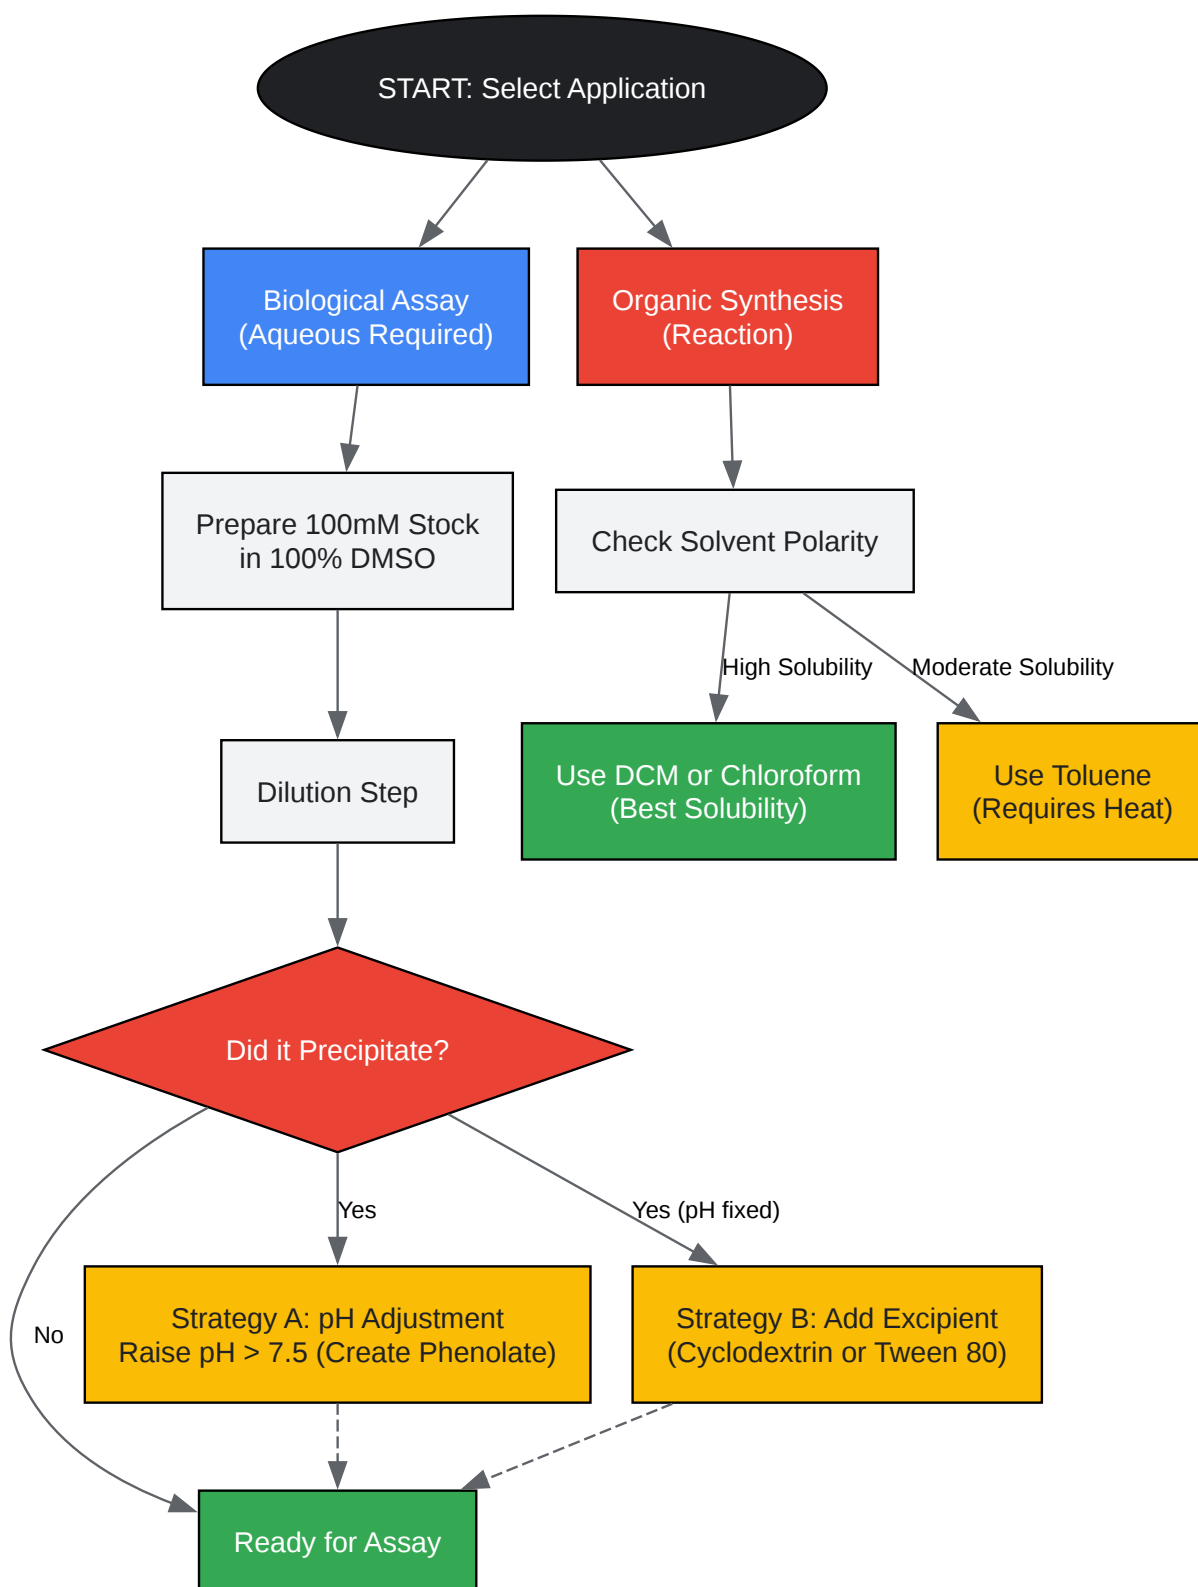 START: Select Application
Biological Assay
(Aqueous Required)
Organic Synthesis
(Reaction)
Prepare 100mM Stock
in 100% DMSO
Check Solvent Polarity
High Solubility
Moderate Solubility
Use DCM or Chloroform
(Best Solubility)
Use Toluene
(Requires Heat)
Dilution Step
Did it Precipitate?
Yes
Yes (pH fixed)
No
Strategy A: pH Adjustment
Raise pH > 7.5 (Create Phenolate)
Strategy B: Add Excipient
(Cyclodextrin or Tween 80)
Ready for Assay